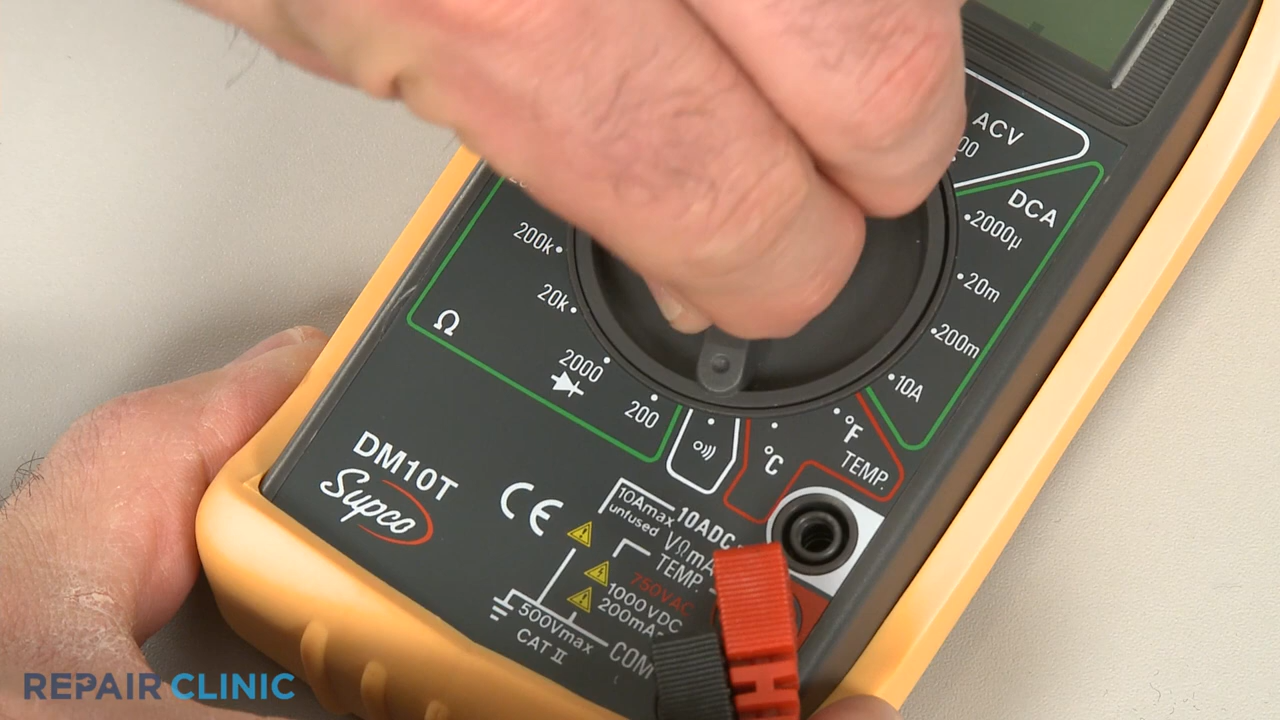 ACV
DCA
2000µ
20m
200m
10A
200k
20k
Ω
2000
200
°F
°C
TEMP.
DM10T
Supco
CE
10Amax
unfused
10ADC
VΩmA
TEMP.
750VAC
1000VDC
200mA
500Vmax
CAT II
COM
REPAIR CLINIC